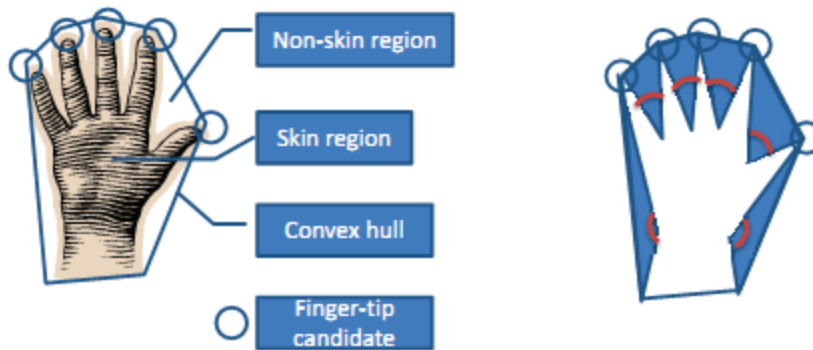 Non-skin region
Skin region
Convex hull
Finger-tip
candidate